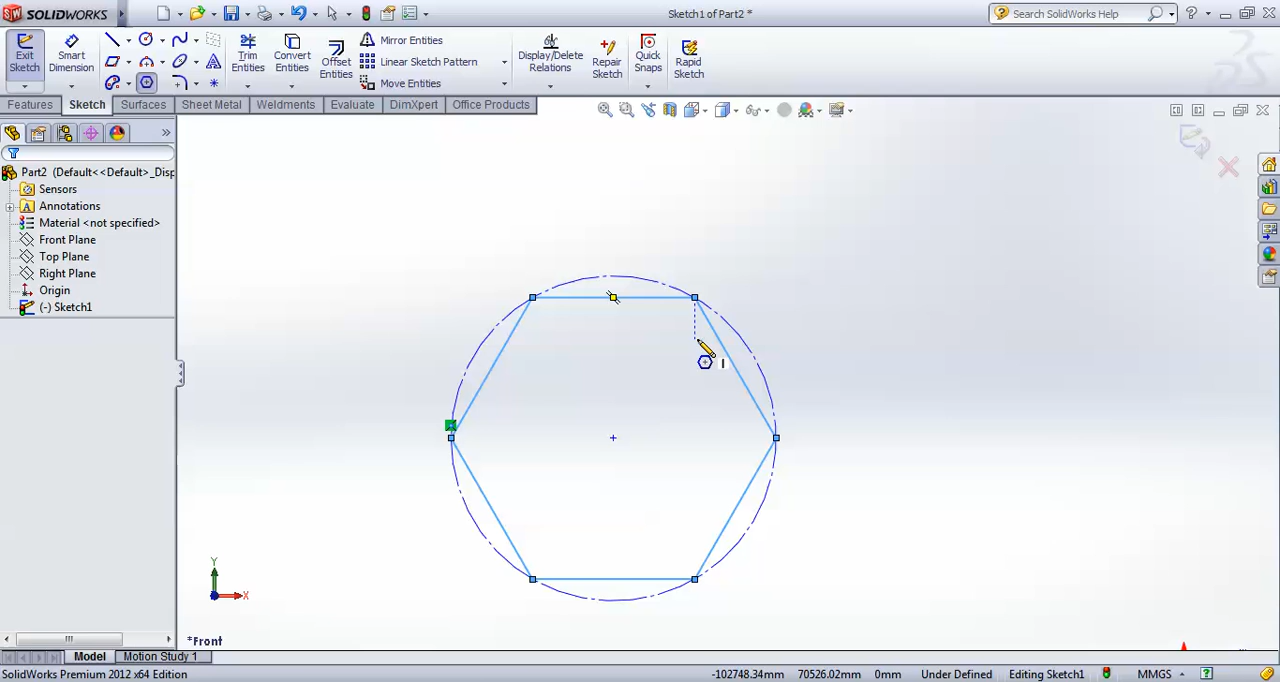 SOLIDWORKS
Sketch1 of Part2 *
Search SolidWorks Help
Exit Sketch
Smart Dimension
Trim Entities
Convert Entities
Offset Entities
Mirror Entities
Linear Sketch Pattern
Move Entities
Display/Delete Relations
Repair Sketch
Quick Snaps
Rapid Sketch
Features
Sketch
Surfaces
Sheet Metal
Weldments
Evaluate
DimXpert
Office Products
Part2 (Default<<Default>_Disp
Sensors
Annotations
Material <not specified>
Front Plane
Top Plane
Right Plane
Origin
(-) Sketch1
Y
X
*Front
Model
Motion Study 1
SolidWorks Premium 2012 x64 Edition
-102748.34mm
70526.02mm
0mm
Under Defined
Editing Sketch1
MMGS